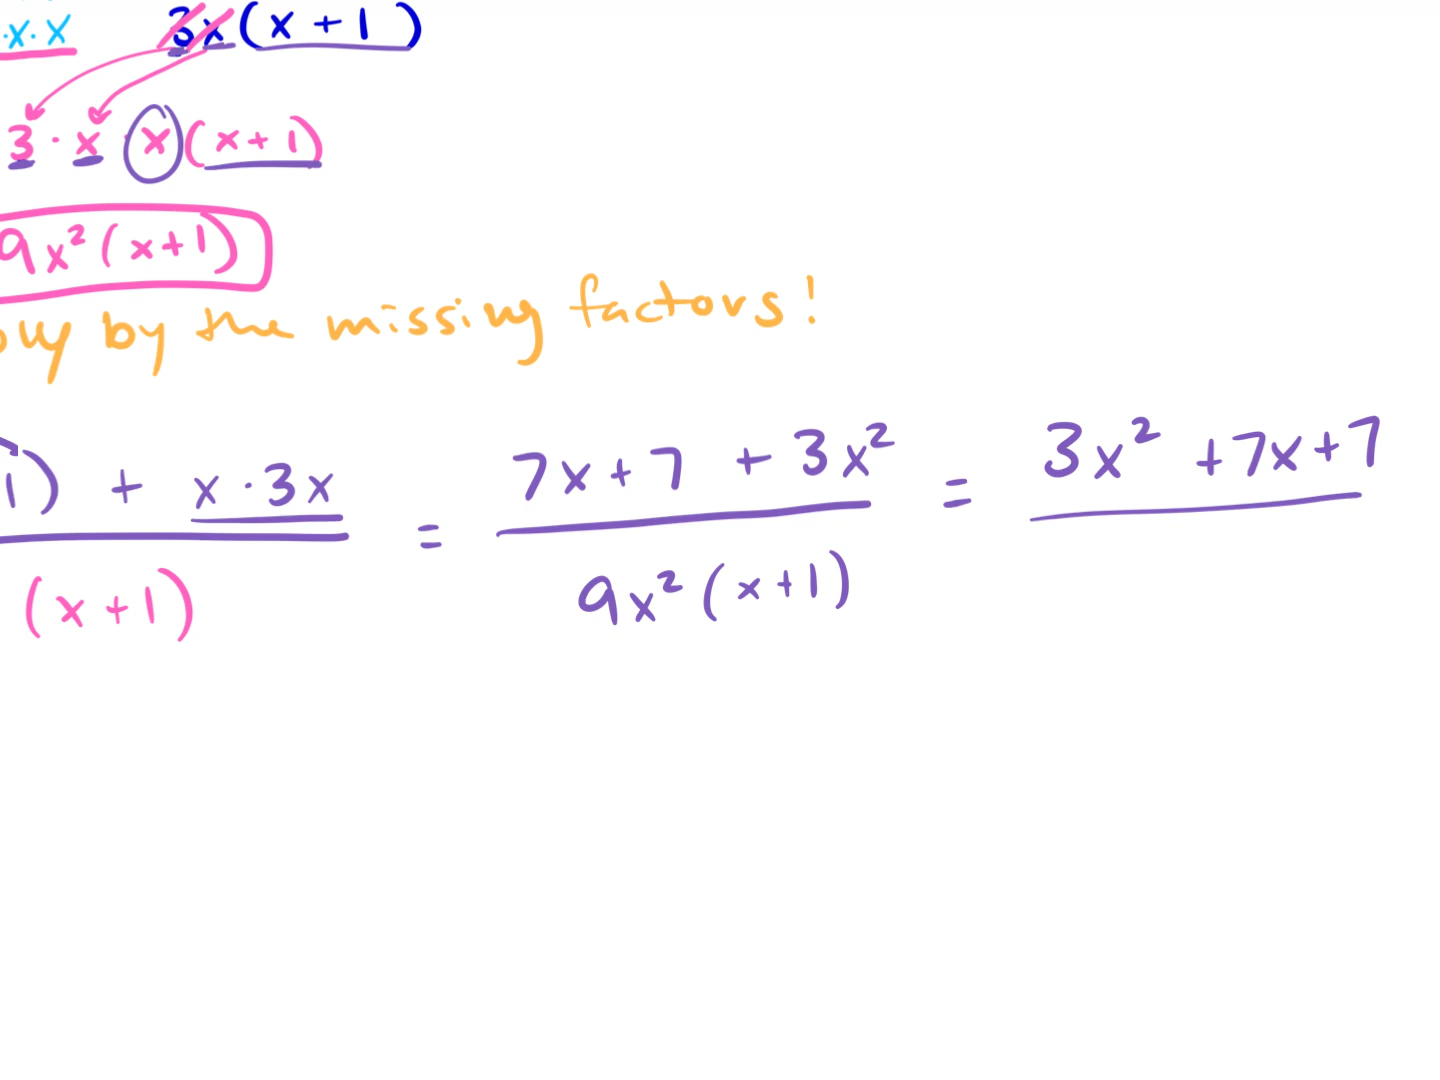 ·x·x 3x(x+1)
3·x·x(x+1)
9x²(x+1)
by the missing factors!
1) + x·3x = 7x+7 + 3x² = 3x² +7x+7
(x+1) 9x²(x+1)